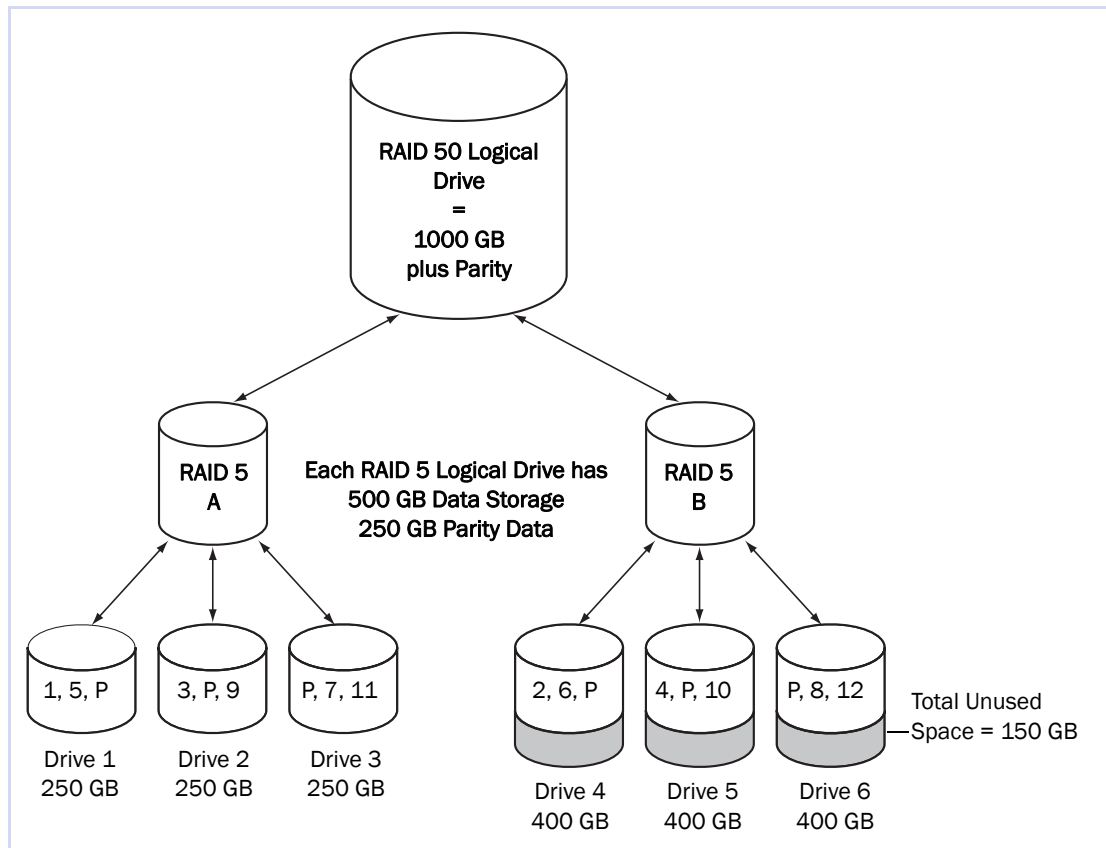 RAID 50 Logical
Drive
=
1000 GB
plus Parity
RAID 5
A
Each RAID 5 Logical Drive has
500 GB Data Storage
250 GB Parity Data
RAID 5
B
1, 5, P
3, P, 9
P, 7, 11
2, 6, P
4, P, 10
P, 8, 12
Total Unused
Space = 150 GB
Drive 1
250 GB
Drive 2
250 GB
Drive 3
250 GB
Drive 4
400 GB
Drive 5
400 GB
Drive 6
400 GB